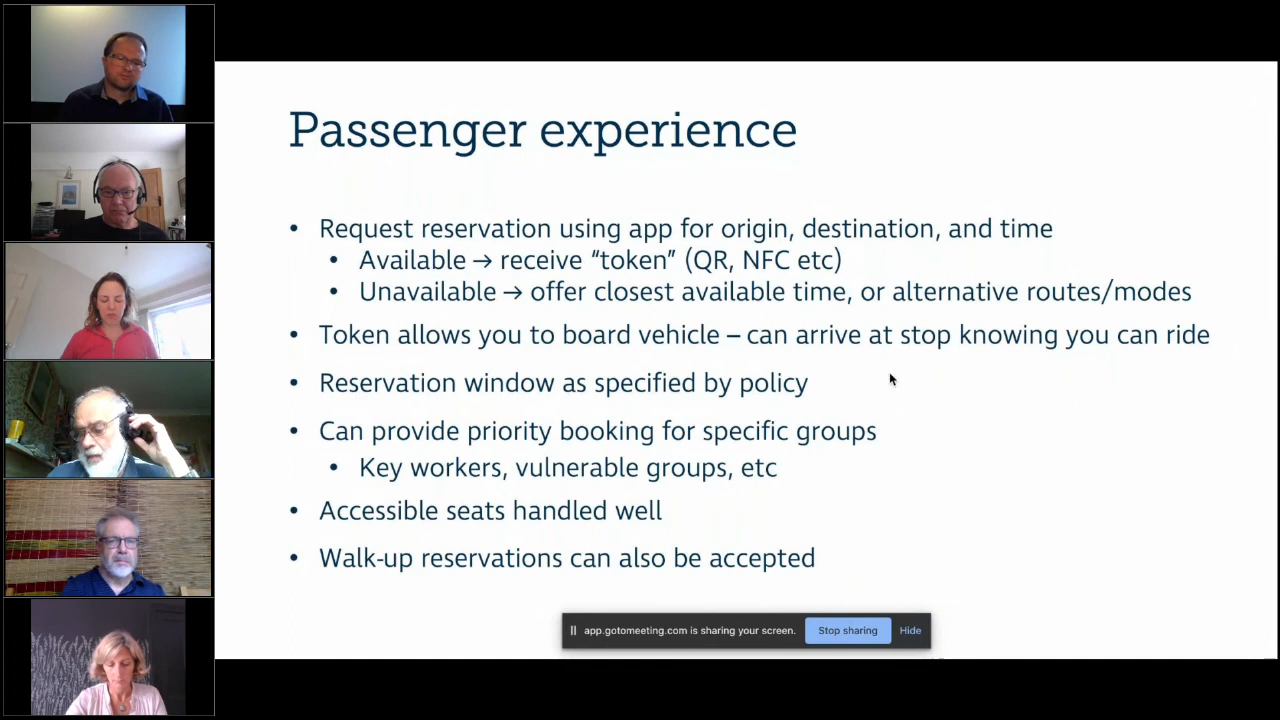 Passenger experience
• Request reservation using app for origin, destination, and time
• Available → receive “token” (QR, NFC etc)
• Unavailable → offer closest available time, or alternative routes/modes
• Token allows you to board vehicle – can arrive at stop knowing you can ride
• Reservation window as specified by policy
• Can provide priority booking for specific groups
• Key workers, vulnerable groups, etc
• Accessible seats handled well
• Walk-up reservations can also be accepted
app.gotomeeting.com is sharing your screen. Stop sharing Hide